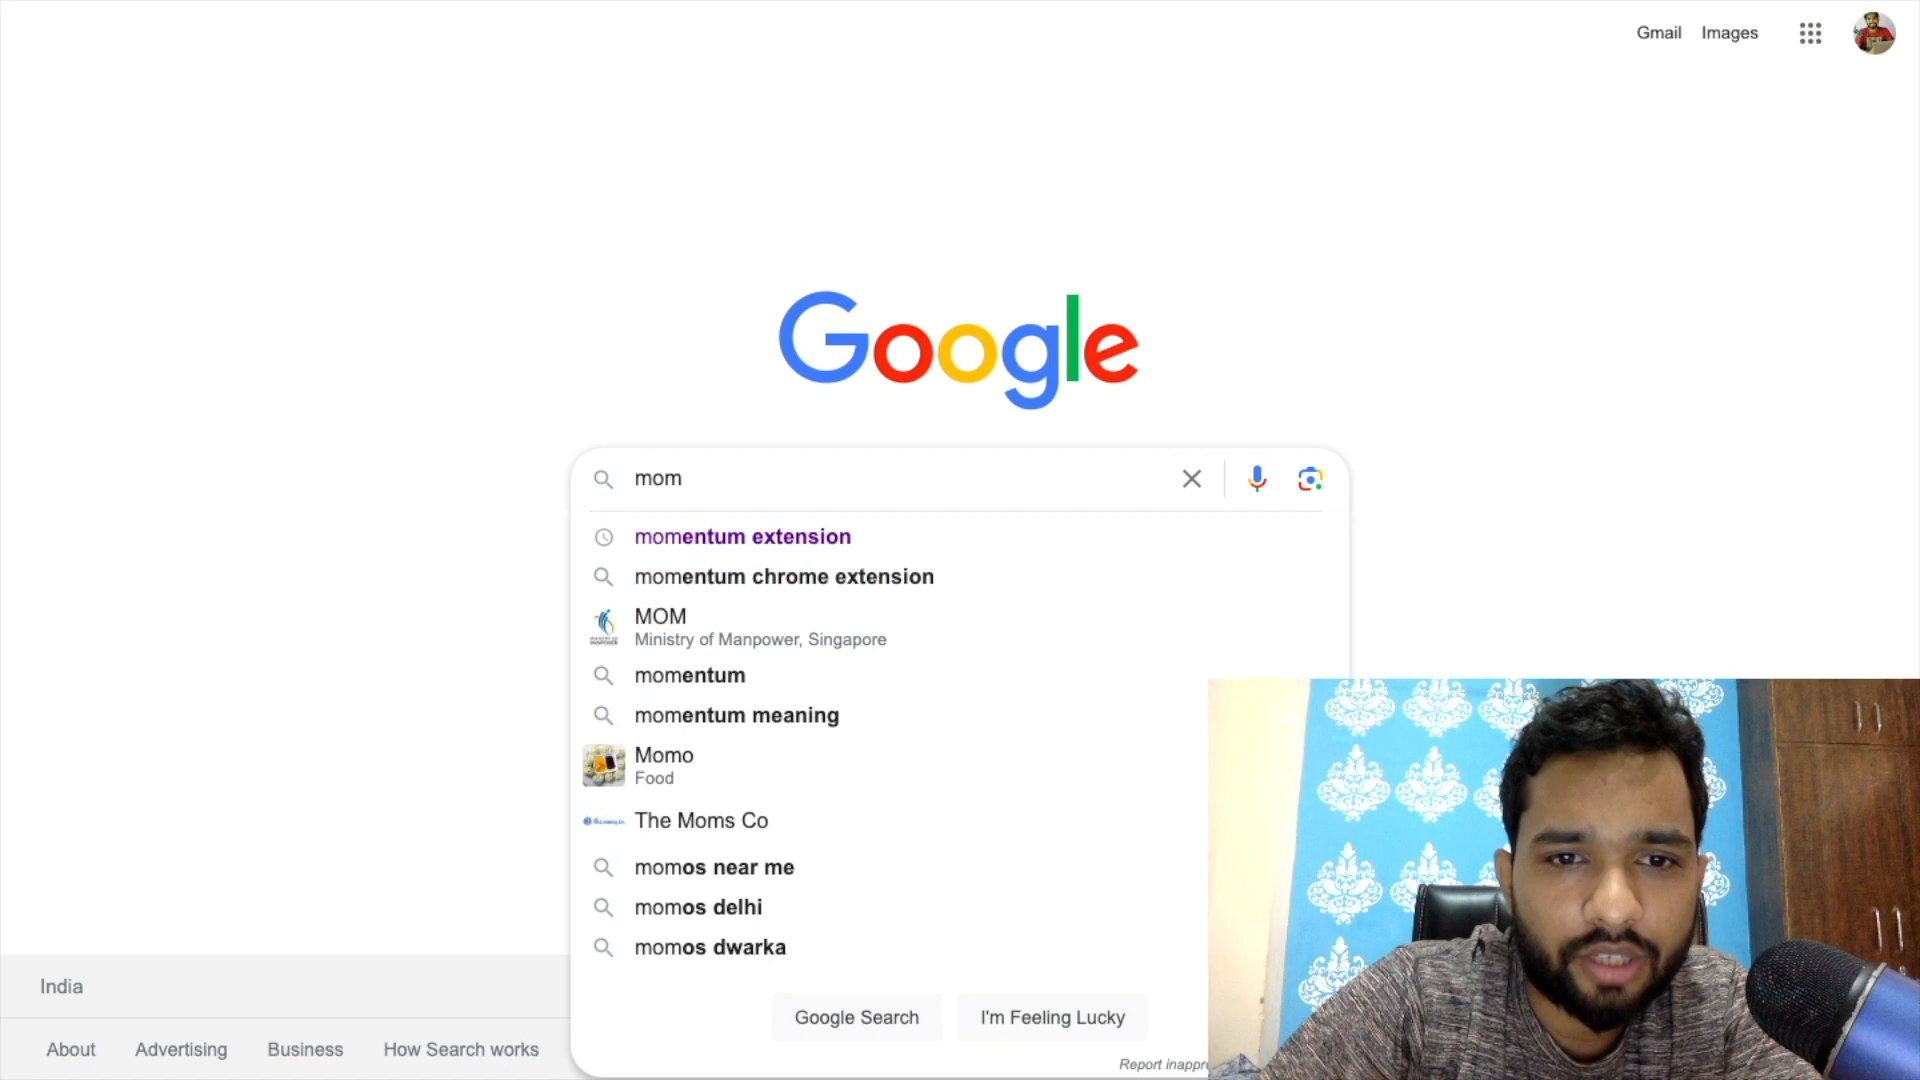 Gmail Images
Google
mom
momentum extension
momentum chrome extension
MOM
Ministry of Manpower, Singapore
momentum
momentum meaning
Momo
Food
The Moms Co
momos near me
momos delhi
momos dwarka
Google Search I'm Feeling Lucky
Report
India
About Advertising Business How Search works